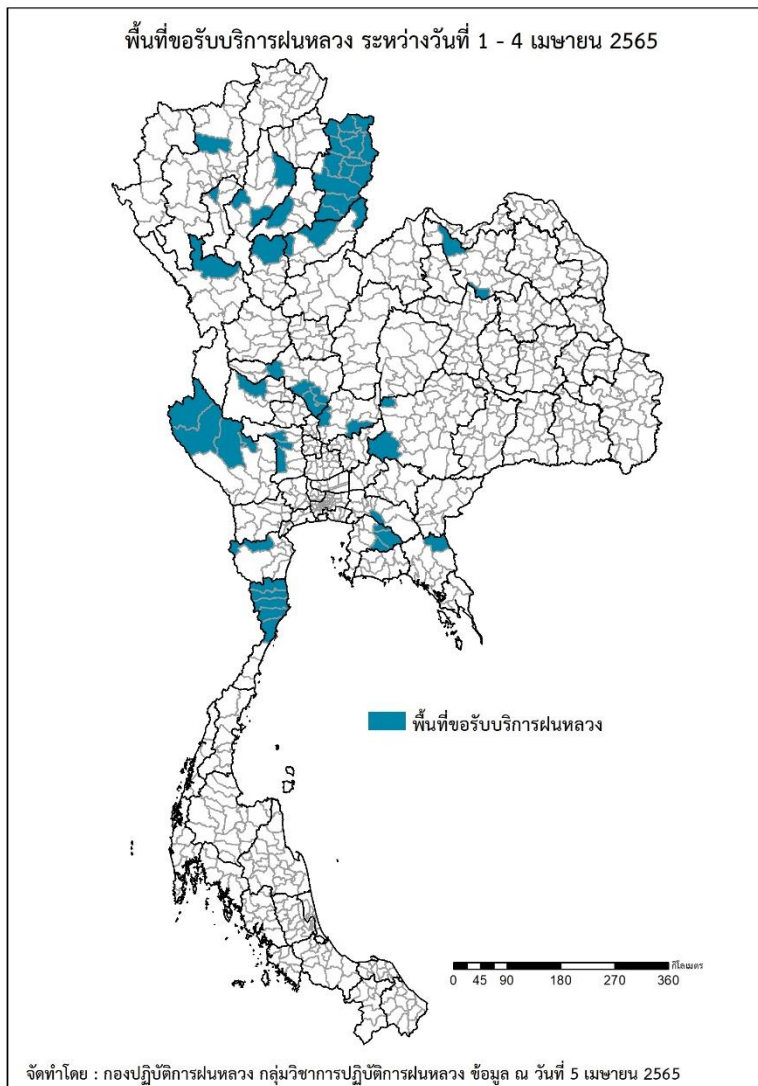 พื้นที่ขอรับบริการฝนหลวง ระหว่างวันที่ 1 - 4 เมษายน 2565
พื้นที่ขอรับบริการฝนหลวง
กิโลเมตร
0 45 90 180 270 360
จัดทำโดย : กองปฏิบัติการฝนหลวง กลุ่มวิชาการปฏิบัติการฝนหลวง ข้อมูล ณ วันที่ 5 เมษายน 2565